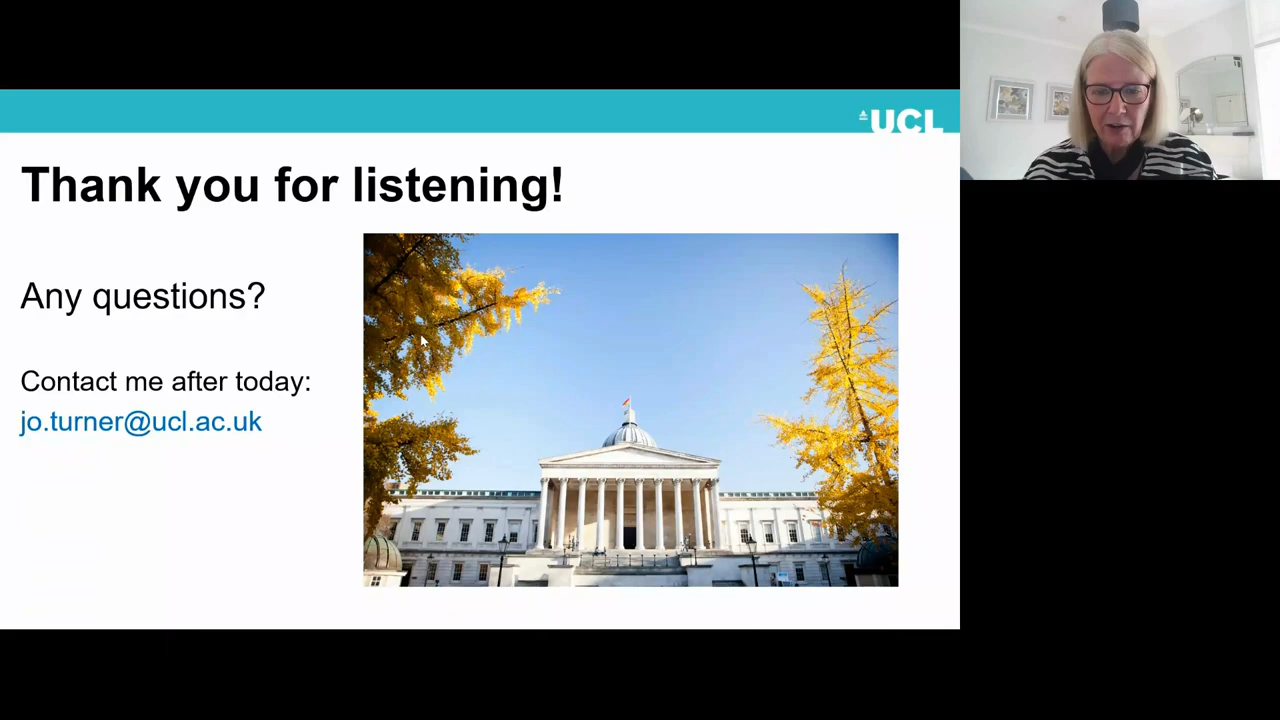 UCL
Thank you for listening!
Any questions?
Contact me after today:
jo.turner@ucl.ac.uk